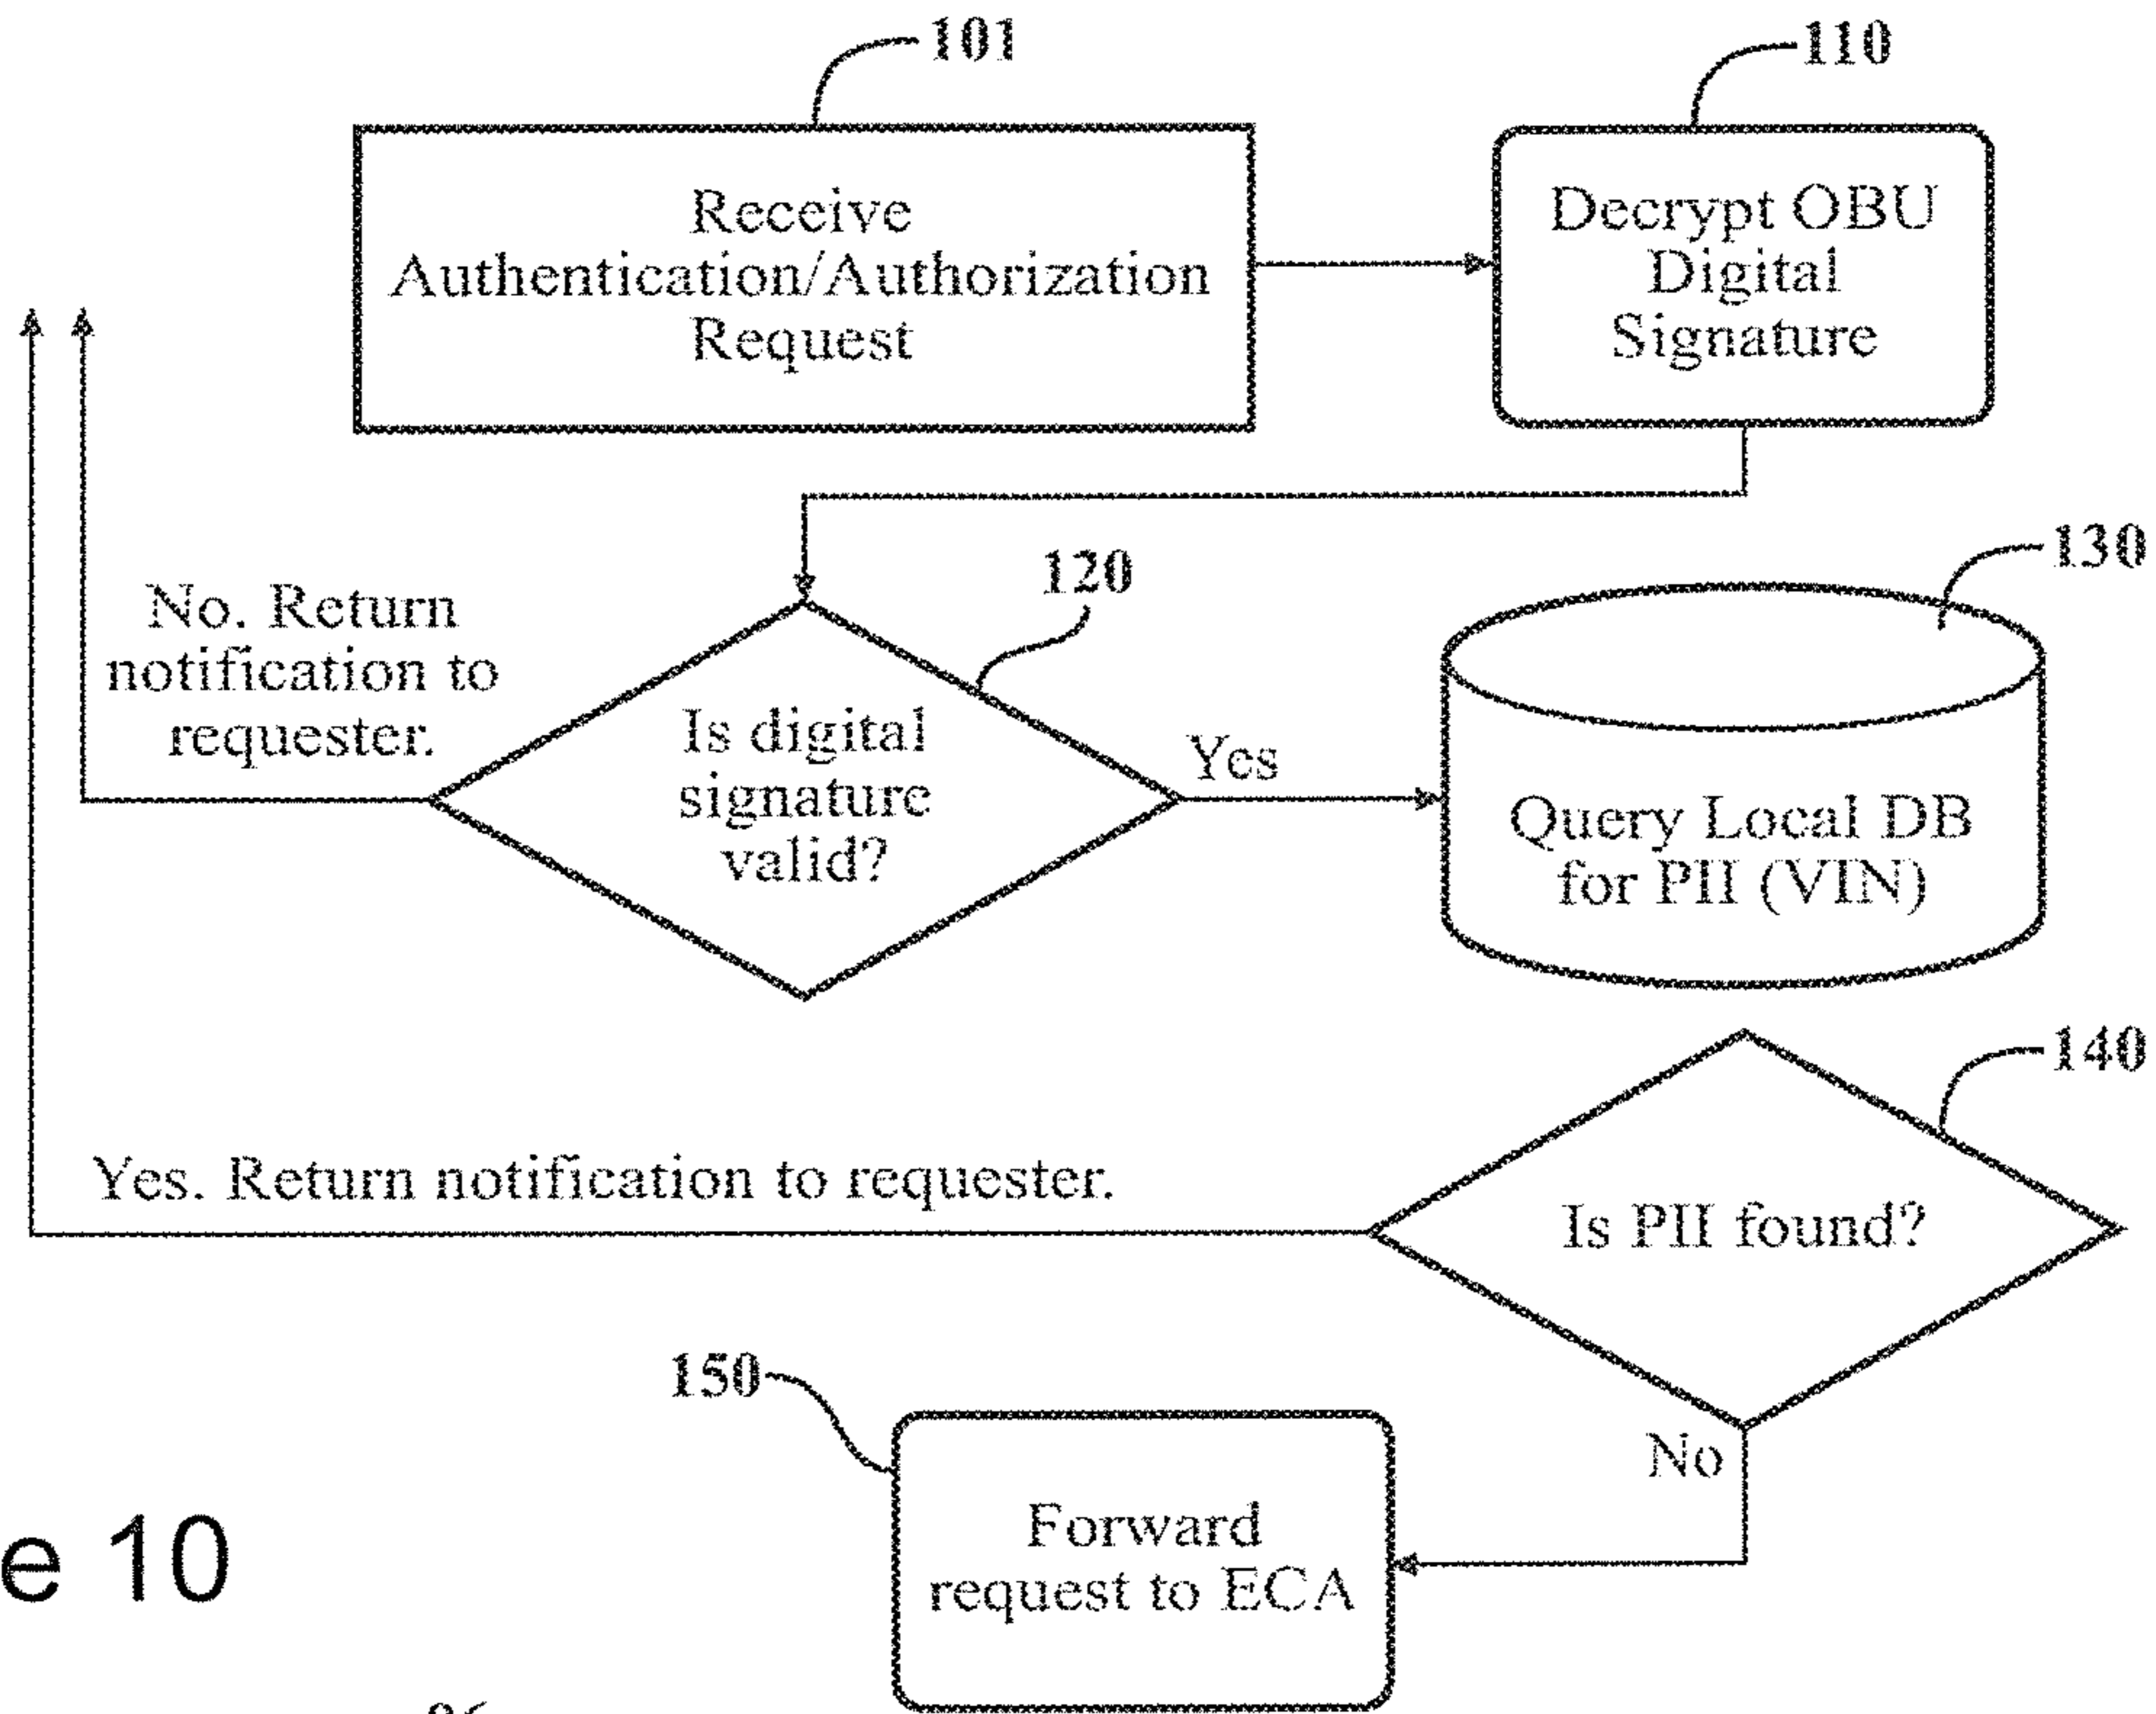 101
110
Receive
Authentication/Authorization
Request
Decrypt OBU
Digital
Signature
No. Return
notification to
requester.
120
Is digital
signature
valid?
Yes
130
Query Local DB
for PII (VIN)
140
Yes. Return notification to requester.
Is PII found?
No
150
Forward
request to ECA
e 10